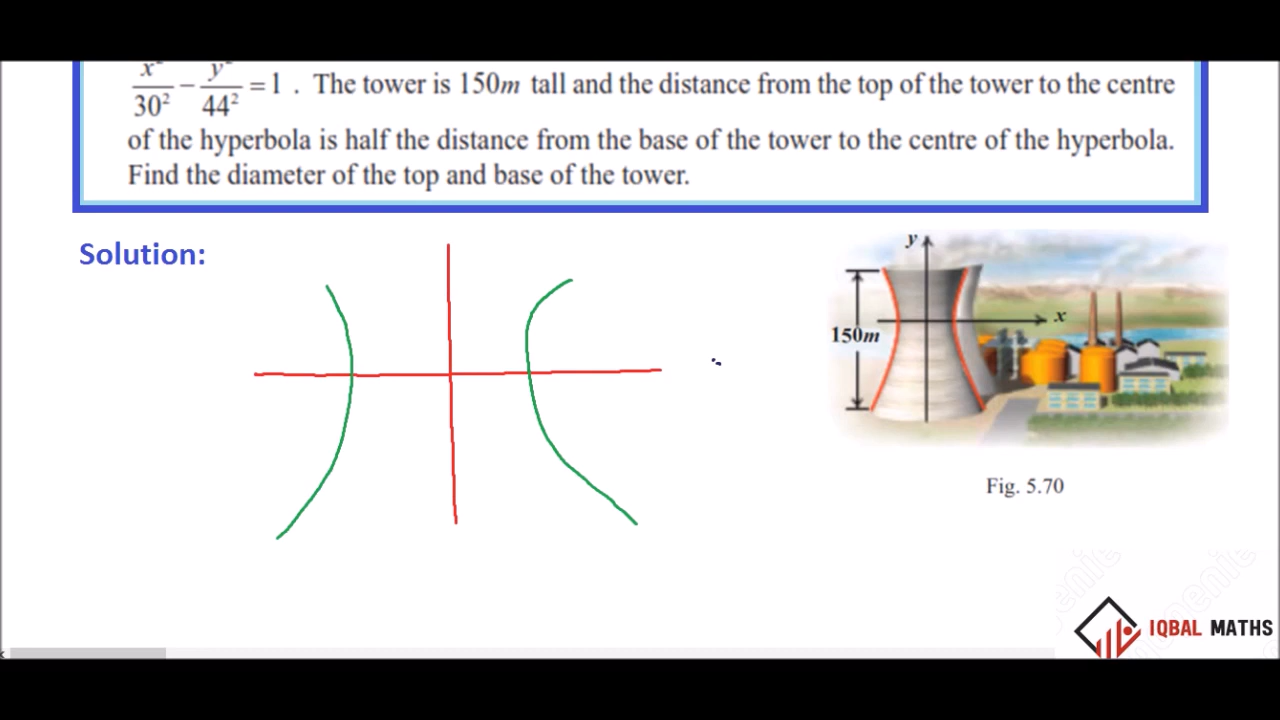 x²/30² − y²/44² = 1 . The tower is 150m tall and the distance from the top of the tower to the centre
of the hyperbola is half the distance from the base of the tower to the centre of the hyperbola.
Find the diameter of the top and base of the tower.
Solution:
y
x
150m
Fig. 5.70
IQBAL MATHS